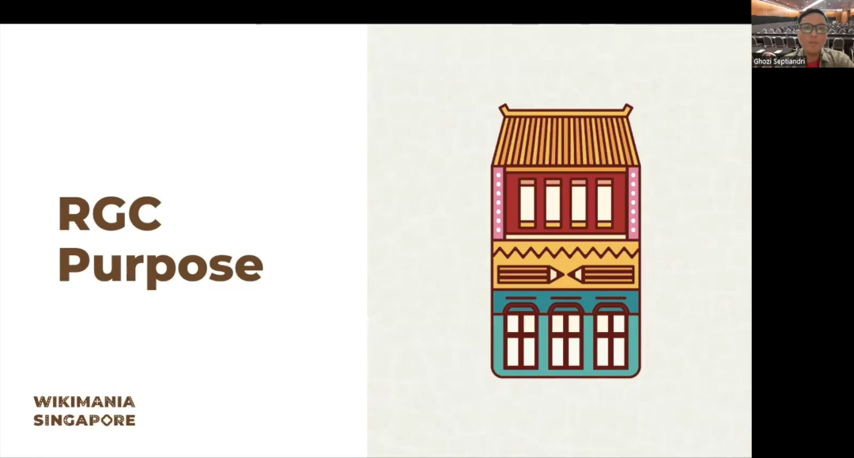 RGC
Purpose
WIKIMANIA
SINGAPORE
Ghozi Septiandri